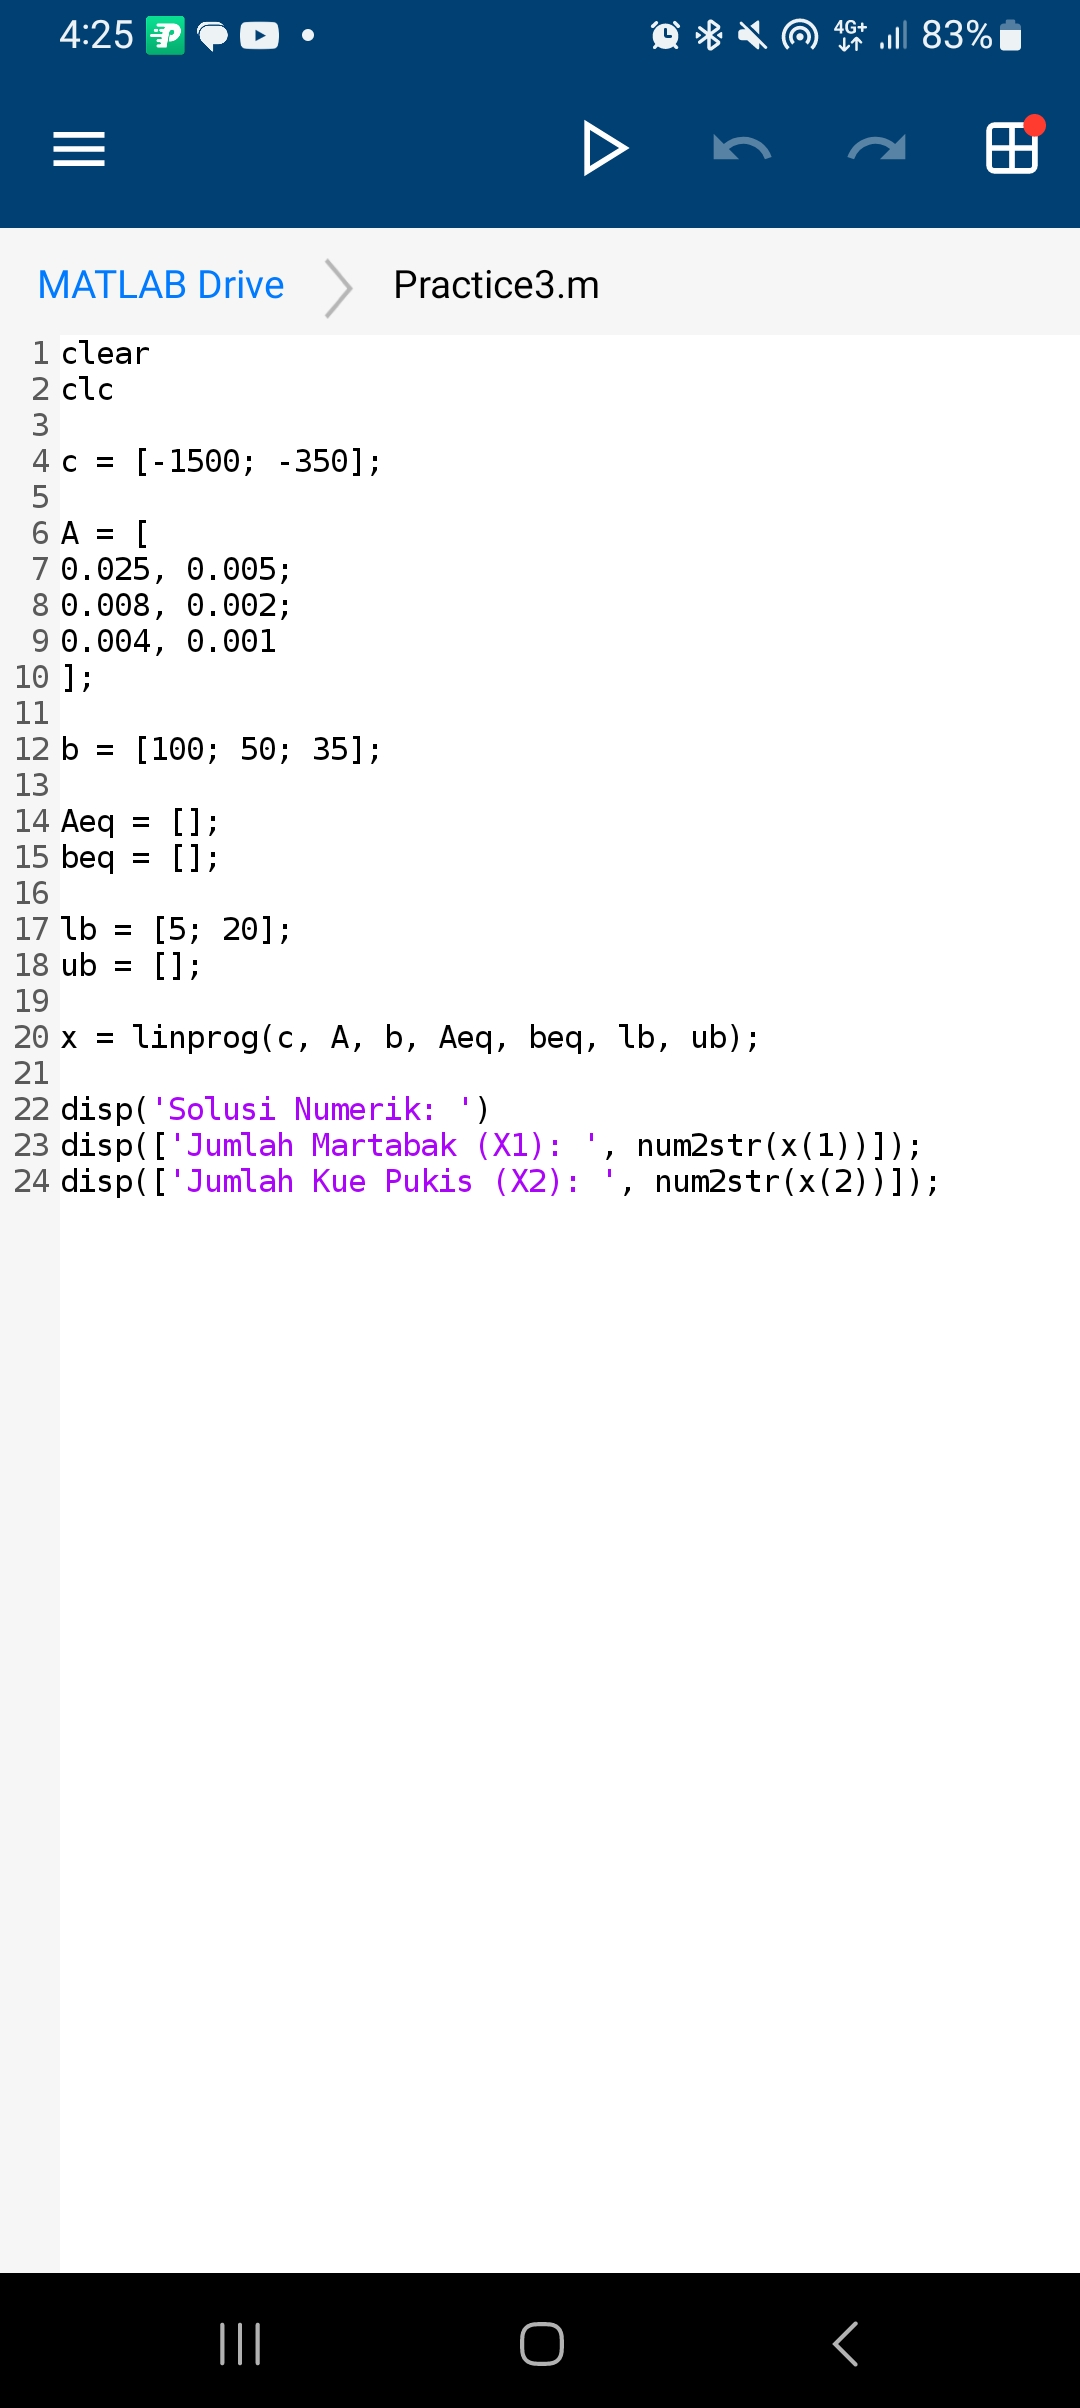 4:25 4G+ 83%
MATLAB Drive Practice3.m
1 clear
2 clc
3
4 c = [-1500; -350];
5
6 A = [
7 0.025, 0.005;
8 0.008, 0.002;
9 0.004, 0.001
10 ];
11
12 b = [100; 50; 35];
13
14 Aeq = [];
15 beq = [];
16
17 lb = [5; 20];
18 ub = [];
19
20 x = linprog(c, A, b, Aeq, beq, lb, ub);
21
22 disp('Solusi Numerik: ')
23 disp(['Jumlah Martabak (X1): ', num2str(x(1))]);
24 disp(['Jumlah Kue Pukis (X2): ', num2str(x(2))]);